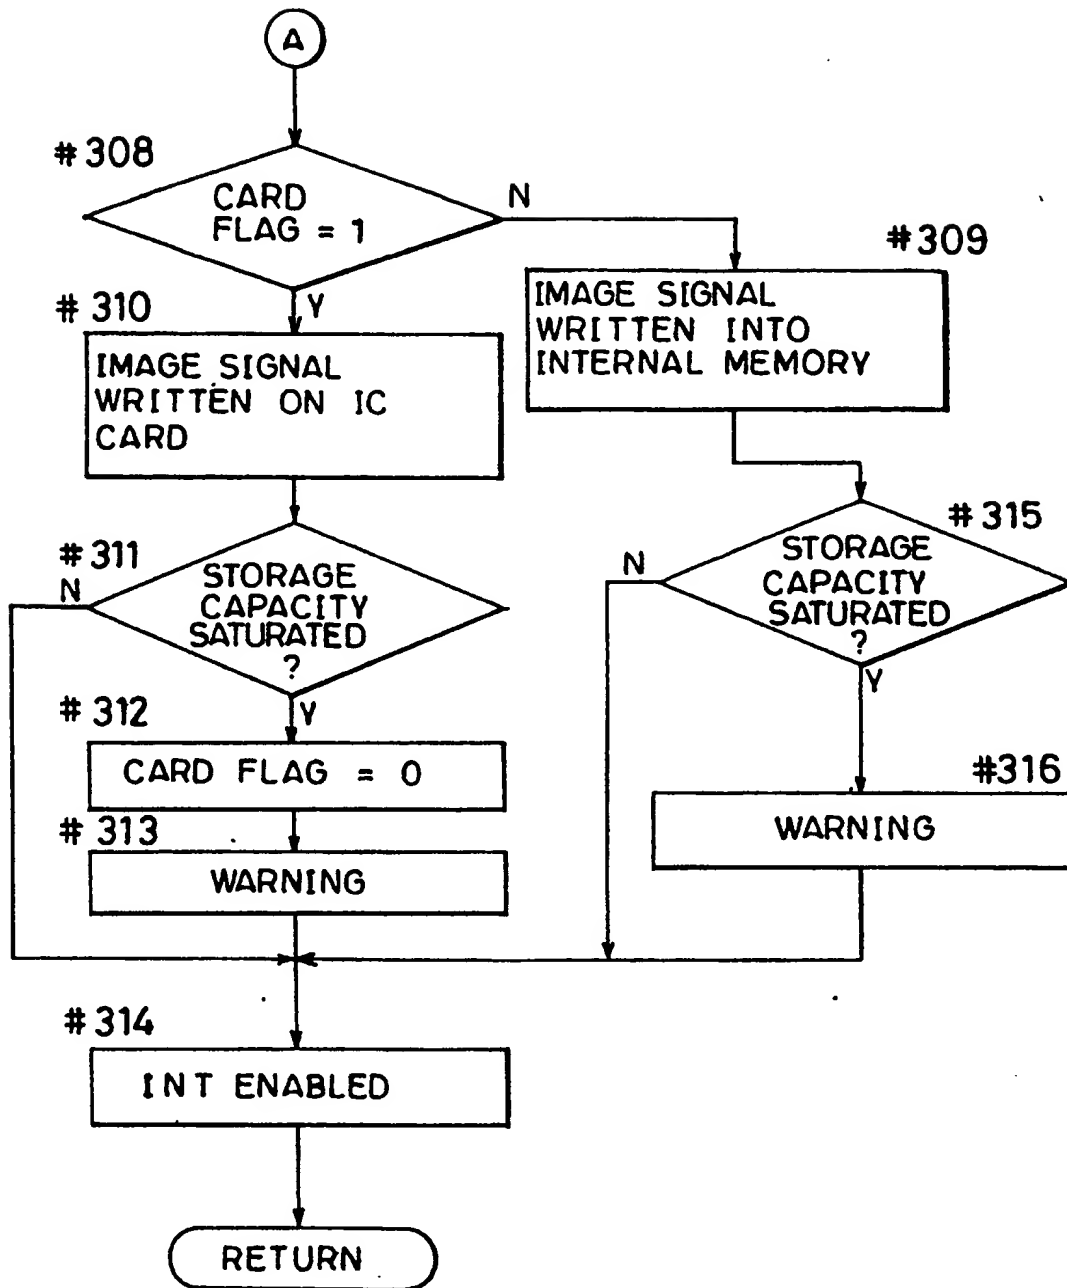 A
#308
CARD
FLAG = 1
N
Y
#309
IMAGE SIGNAL
WRITTEN INTO
INTERNAL MEMORY
#310
IMAGE SIGNAL
WRITTEN ON IC
CARD
#311
N
STORAGE
CAPACITY
SATURATED
?
Y
#315
N
STORAGE
CAPACITY
SATURATED
?
Y
#312
CARD FLAG = 0
#313
WARNING
#316
WARNING
#314
INT ENABLED
RETURN